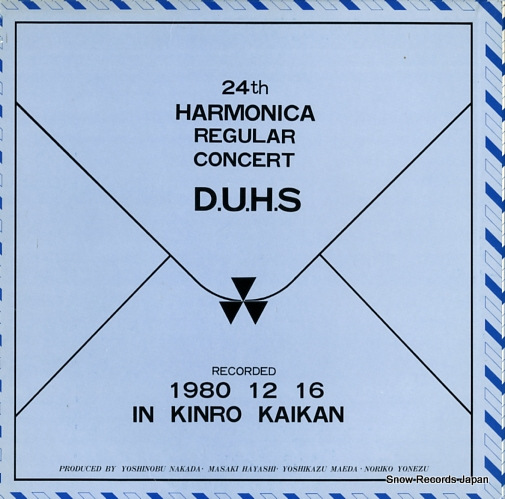 24th
HARMONICA
REGULAR
CONCERT
D.U.H.S
RECORDED
1980 12 16
IN KINRO KAIKAN
PRODUCED BY YOSHINOBU NAKADA · MASAKI HAYASHI · YOSHIKAZU MAEDA · NORIKO YONEZU
Snow-Records-Japan